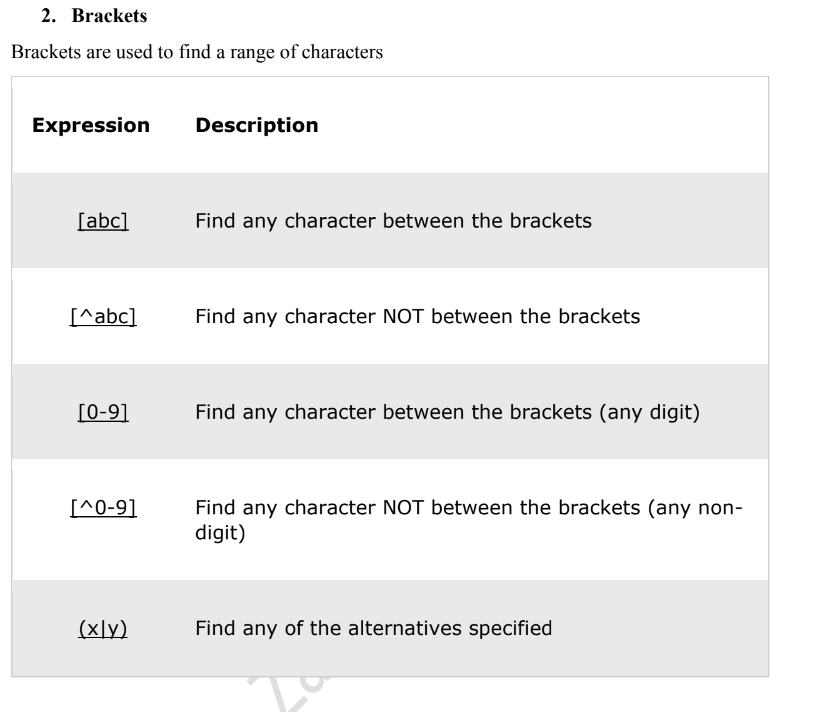 2. Brackets
Brackets are used to find a range of characters
Expression Description
[abc] Find any character between the brackets
[^abc] Find any character NOT between the brackets
[0-9] Find any character between the brackets (any digit)
[^0-9] Find any character NOT between the brackets (any non-
digit)
(x|y) Find any of the alternatives specified